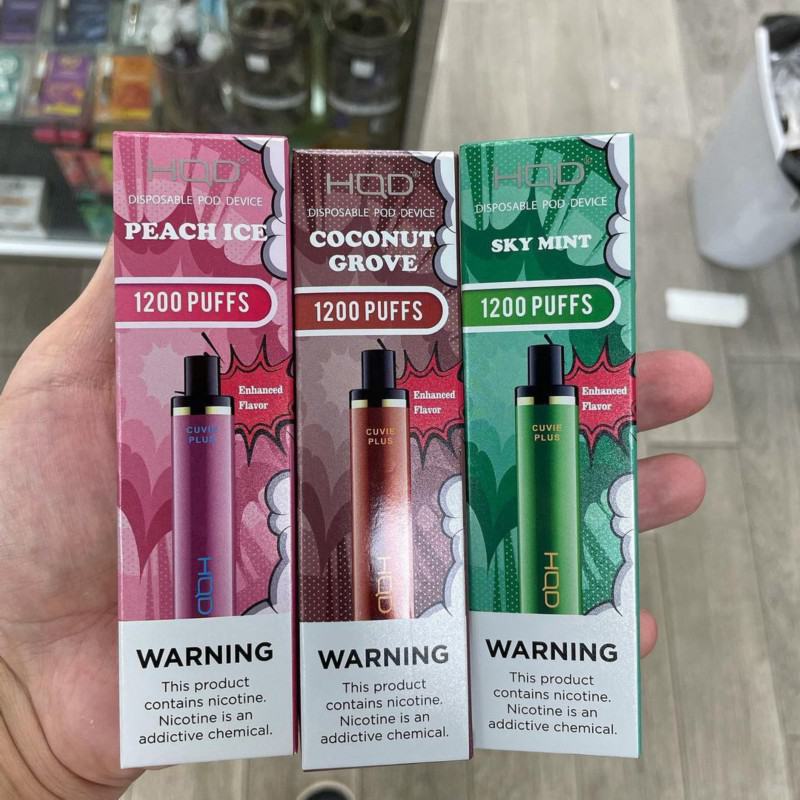 HQD®
DISPOSABLE POD DEVICE
PEACH ICE
1200 PUFFS
Enhanced
Flavor
CUVIE
PLUS
HQD
WARNING
This product
contains nicotine.
Nicotine is an
addictive chemical.
HQD®
DISPOSABLE POD DEVICE
COCONUT
GROVE
1200 PUFFS
Enhanced
Flavor
CUVIE
PLUS
HQD
WARNING
This product
contains nicotine.
Nicotine is an
addictive chemical.
HQD®
DISPOSABLE POD DEVICE
SKY MINT
1200 PUFFS
Enhanced
Flavor
CUVIE
PLUS
HQD
WARNING
This product
contains nicotine.
Nicotine is an
addictive chemical.